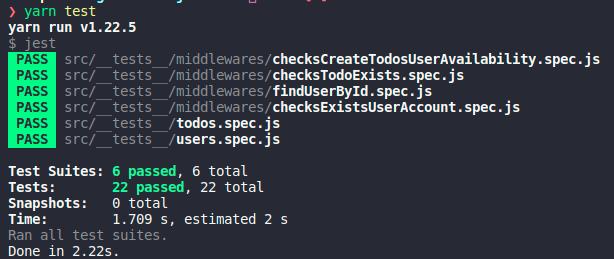 ❯ yarn test
yarn run v1.22.5
$ jest
PASS src/__tests__/middlewares/checksCreateTodosUserAvailability.spec.js
PASS src/__tests__/middlewares/checksTodoExists.spec.js
PASS src/__tests__/middlewares/findUserById.spec.js
PASS src/__tests__/middlewares/checksExistsUserAccount.spec.js
PASS src/__tests__/todos.spec.js
PASS src/__tests__/users.spec.js
Test Suites: 6 passed, 6 total
Tests: 22 passed, 22 total
Snapshots: 0 total
Time: 1.709 s, estimated 2 s
Ran all test suites.
Done in 2.22s.